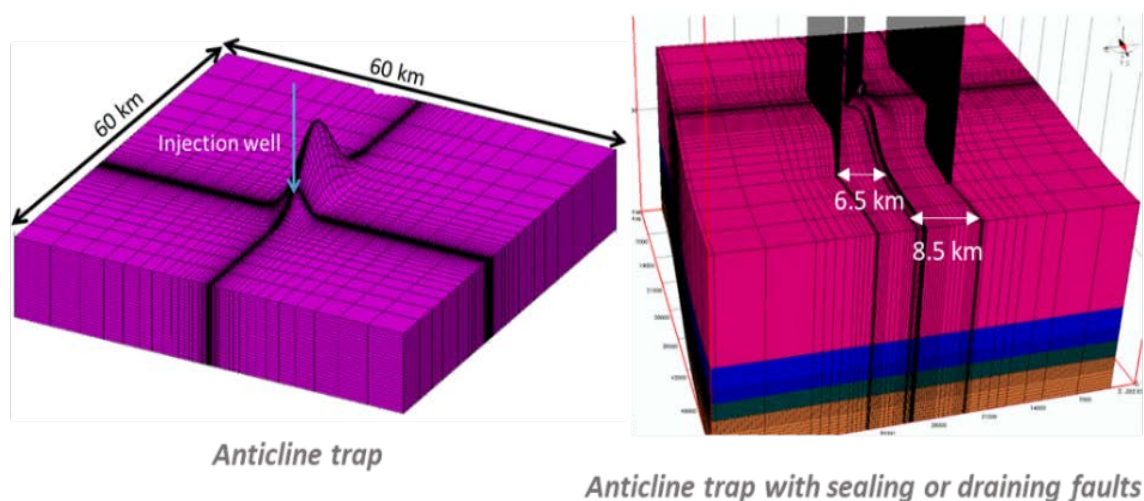 60 km
60 km
Injection well
Anticline trap
6.5 km
8.5 km
Anticline trap with sealing or draining faults